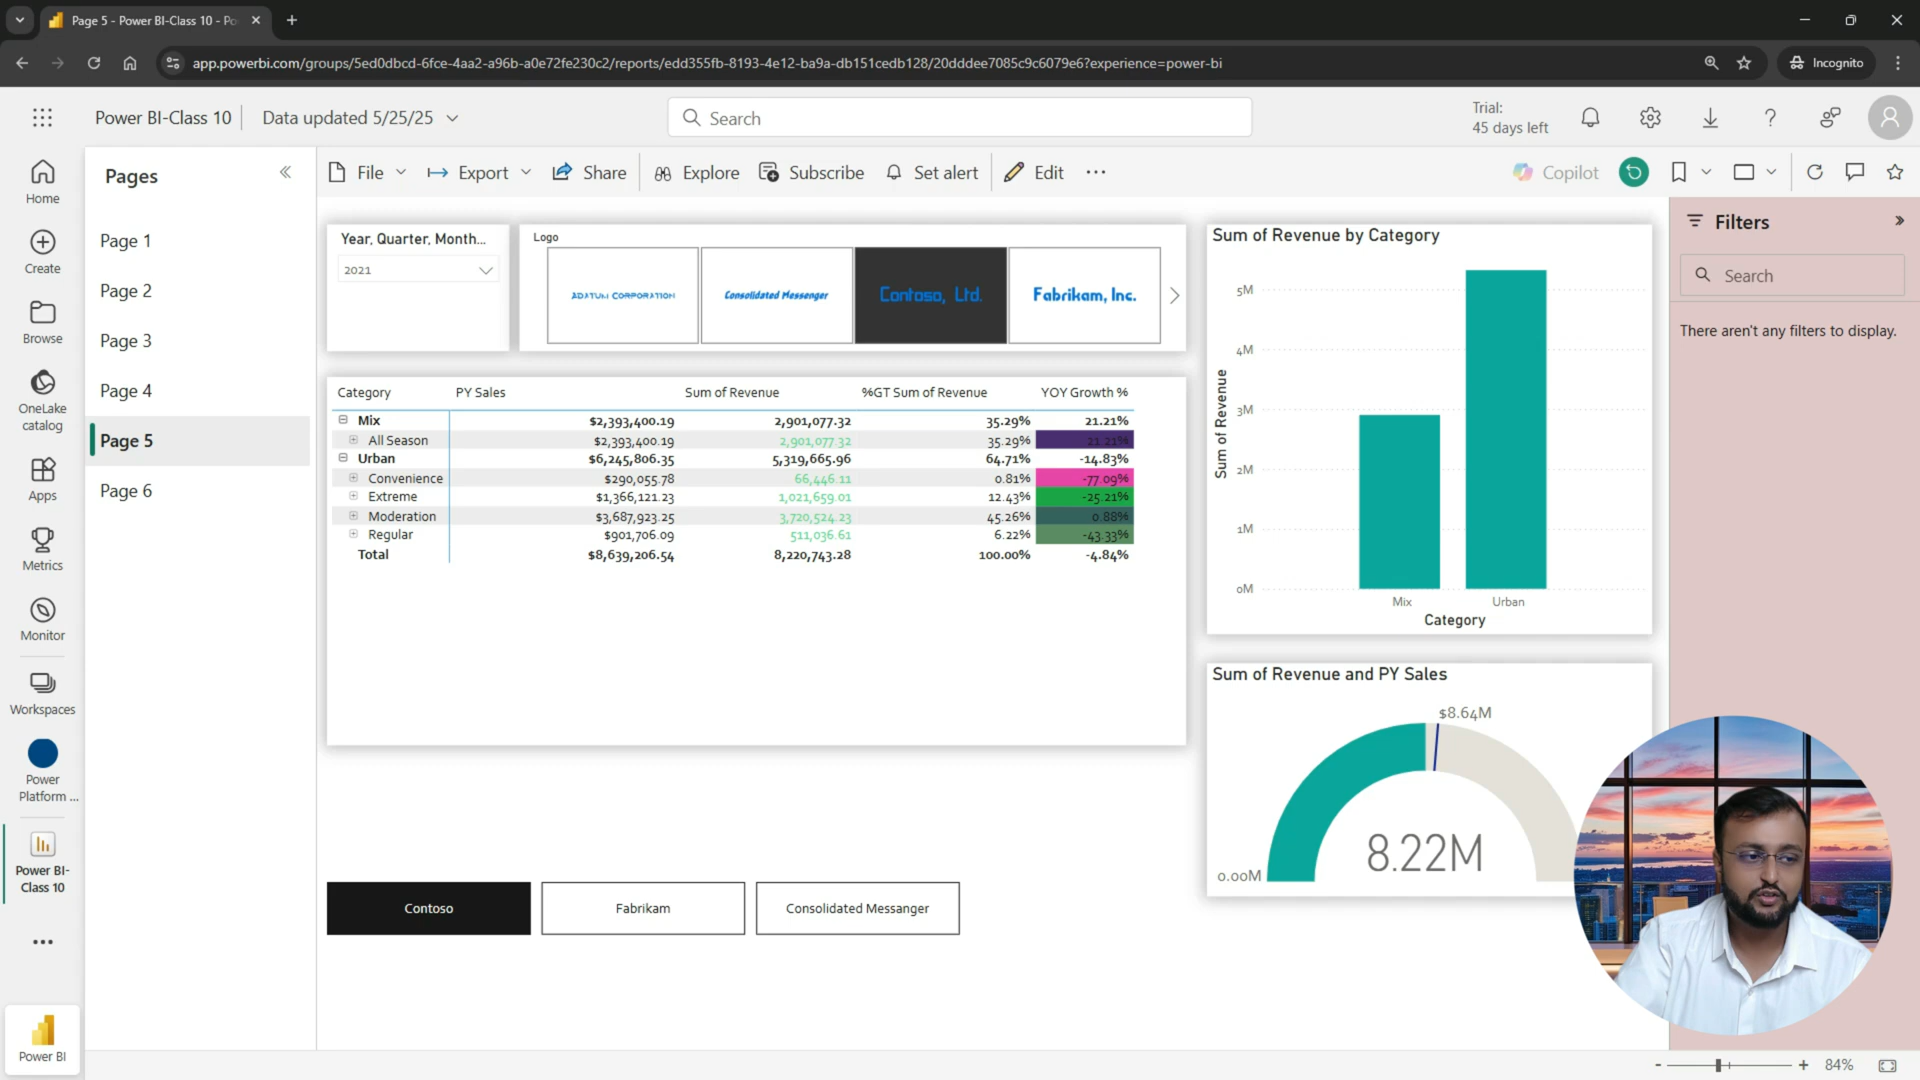 Page 5 - Power BI-Class 10 - Po
app.powerbi.com/groups/5ed0dbcd-6fce-4aa2-a96b-a0e72fe230c2/reports/edd355fb-8193-4e12-ba9a-db151cedb128/20dddee7085c9c6079e6?experience=power-bi
Incognito
Power BI-Class 10
Data updated 5/25/25
Search
Trial:
45 days left
Home
Create
Browse
OneLake
catalog
Apps
Metrics
Monitor
Workspaces
Power
Platform ...
Power BI-
Class 10
Power BI
Pages
Page 1
Page 2
Page 3
Page 4
Page 5
Page 6
File
Export
Share
Explore
Subscribe
Set alert
Edit
Copilot
Year, Quarter, Month...
2021
Logo
ADATUM CORPORATION
Consolidated Messenger
Contoso, Ltd.
Fabrikam, Inc.
Category PY Sales Sum of Revenue %GT Sum of Revenue YOY Growth %
Mix $2,393,400.19 2,901,077.32 35.29% 21.21%
All Season $2,393,400.19 2,901,077.32 35.29% 21.21%
Urban $6,245,806.35 5,319,665.96 64.71% -14.83%
Convenience $290,055.78 66,446.11 0.81% -77.09%
Extreme $1,366,121.23 1,021,659.01 12.43% -25.21%
Moderation $3,687,923.25 3,720,524.23 45.26% 0.88%
Regular $901,706.09 511,036.61 6.22% -43.33%
Total $8,639,206.54 8,220,743.28 100.00% -4.84%
Contoso
Fabrikam
Consolidated Messanger
Sum of Revenue by Category
Sum of Revenue
5M
4M
3M
2M
1M
0M
Mix
Urban
Category
Sum of Revenue and PY Sales
$8.64M
0.00M
8.22M
Filters
Search
There aren't any filters to display.
84%